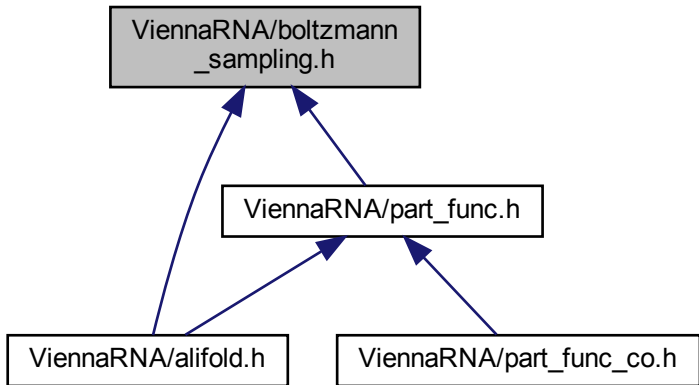 ViennaRNA/boltzmann
_sampling.h
ViennaRNA/part_func.h
ViennaRNA/alifold.h
ViennaRNA/part_func_co.h